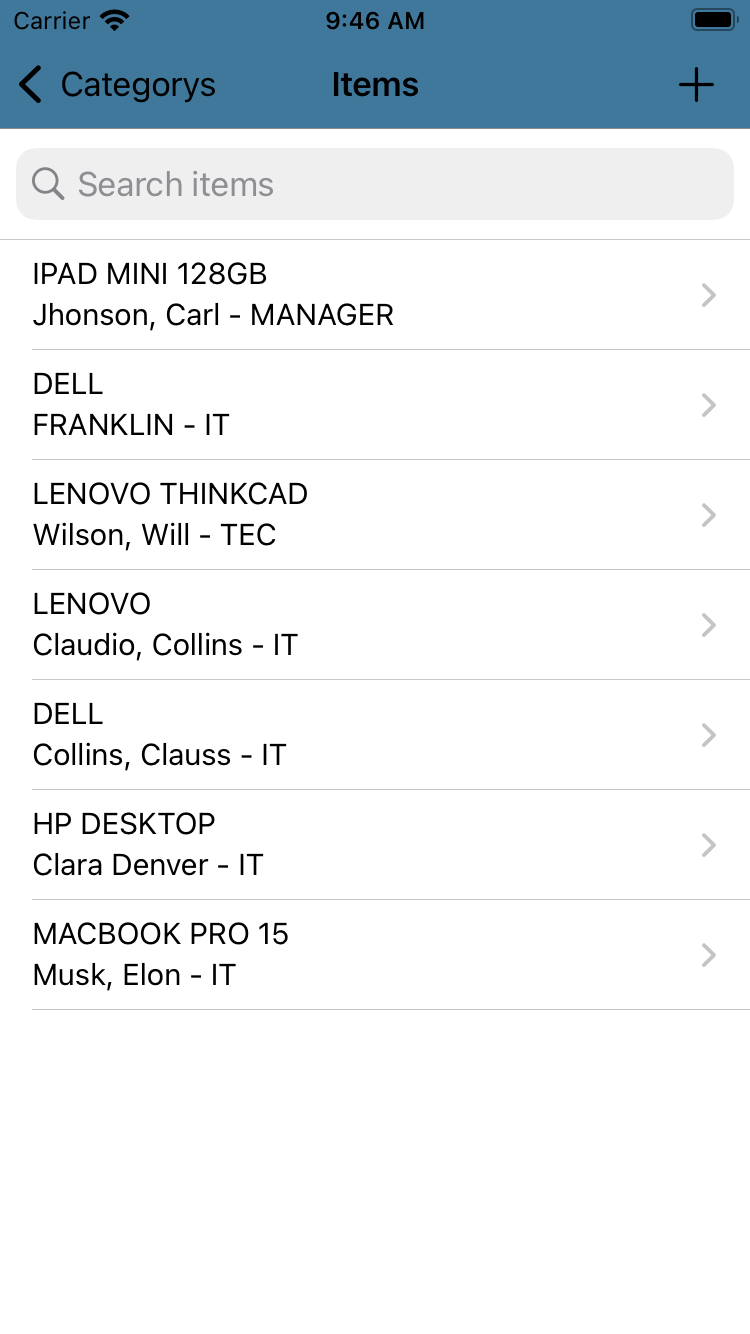 Carrier 9:46 AM
Categorys Items
Search items
IPAD MINI 128GB
Jhonson, Carl - MANAGER
DELL
FRANKLIN - IT
LENOVO THINKCAD
Wilson, Will - TEC
LENOVO
Claudio, Collins - IT
DELL
Collins, Clauss - IT
HP DESKTOP
Clara Denver - IT
MACBOOK PRO 15
Musk, Elon - IT